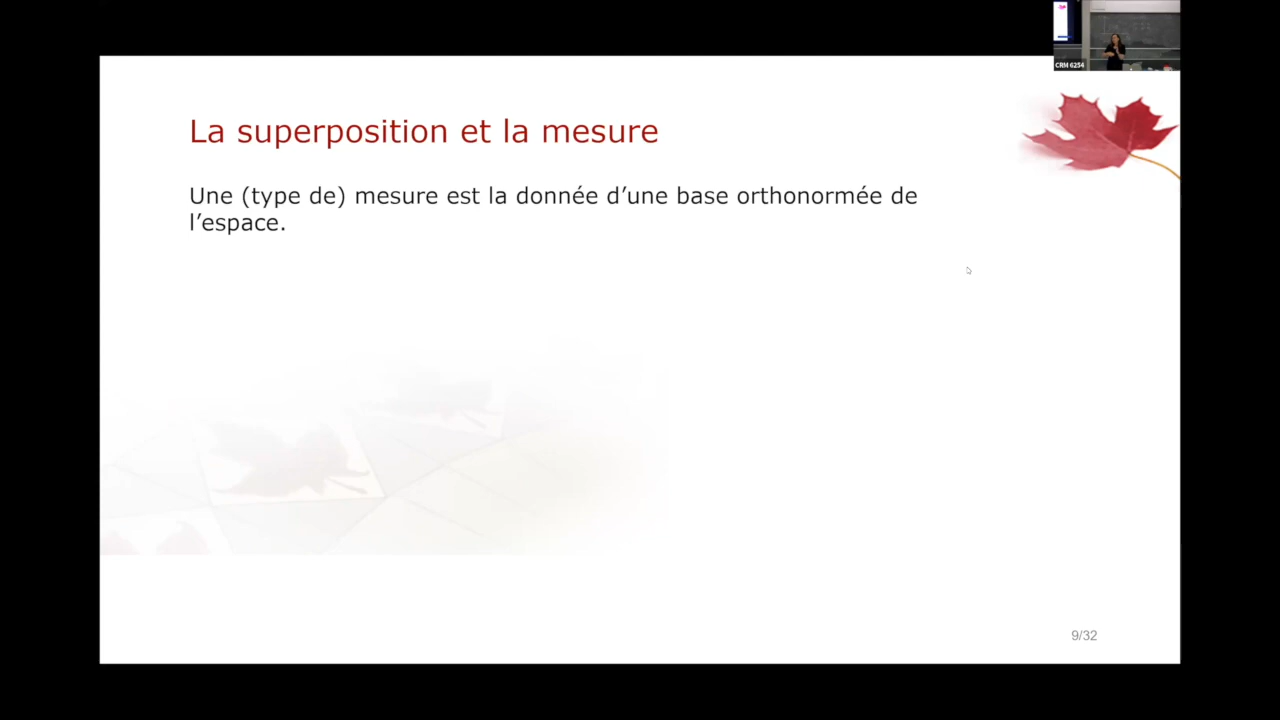 CRM 6254
La superposition et la mesure
Une (type de) mesure est la donnée d’une base orthonormée de
l’espace.
9/32